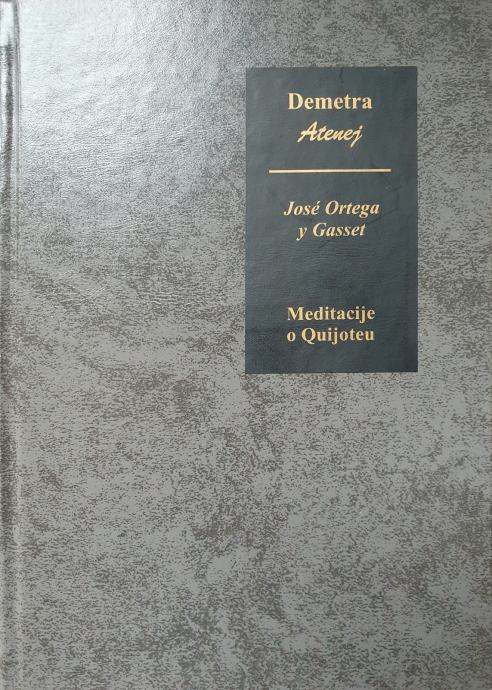 Demetra
Atenej
José Ortega
y Gasset
Meditacije
o Quijoteu